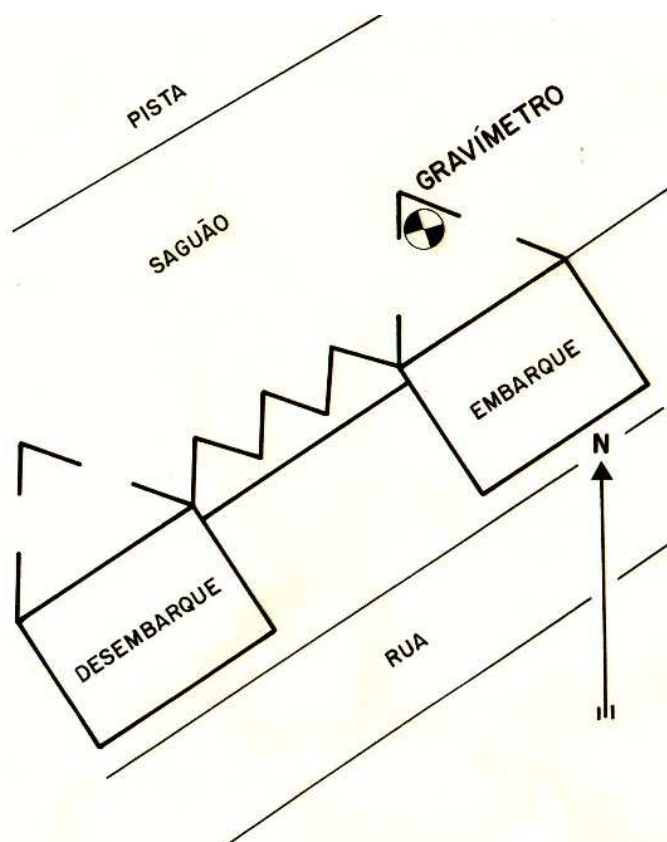 PISTA
GRAVÍMETRO
SAGUÃO
EMBARQUE
N
DESEMBARQUE
RUA